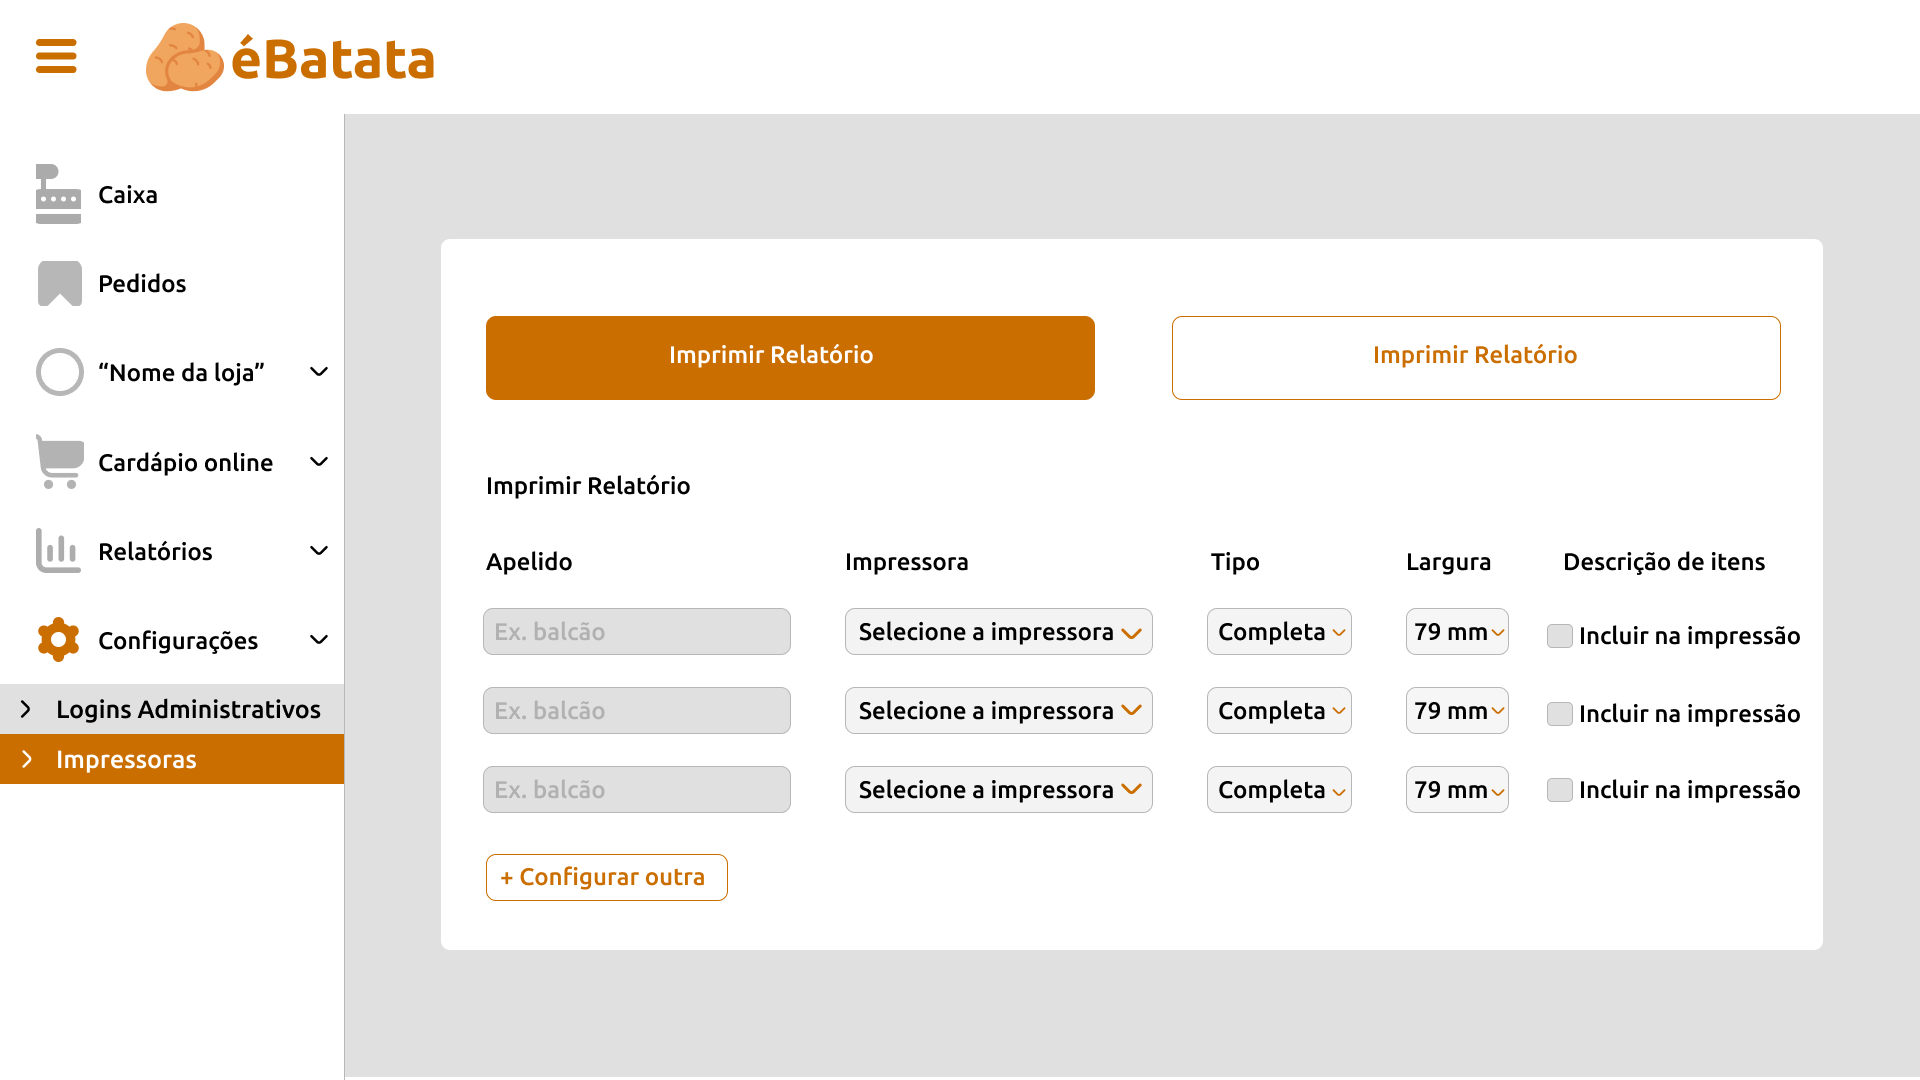 éBatata
Caixa
Pedidos
“Nome da loja”
Cardápio online
Relatórios
Configurações
Logins Administrativos
Impressoras
Imprimir Relatório
Imprimir Relatório
Imprimir Relatório
Apelido Impressora Tipo Largura Descrição de itens
Ex. balcão Selecione a impressora Completa 79 mm Incluir na impressão
Ex. balcão Selecione a impressora Completa 79 mm Incluir na impressão
Ex. balcão Selecione a impressora Completa 79 mm Incluir na impressão
+ Configurar outra